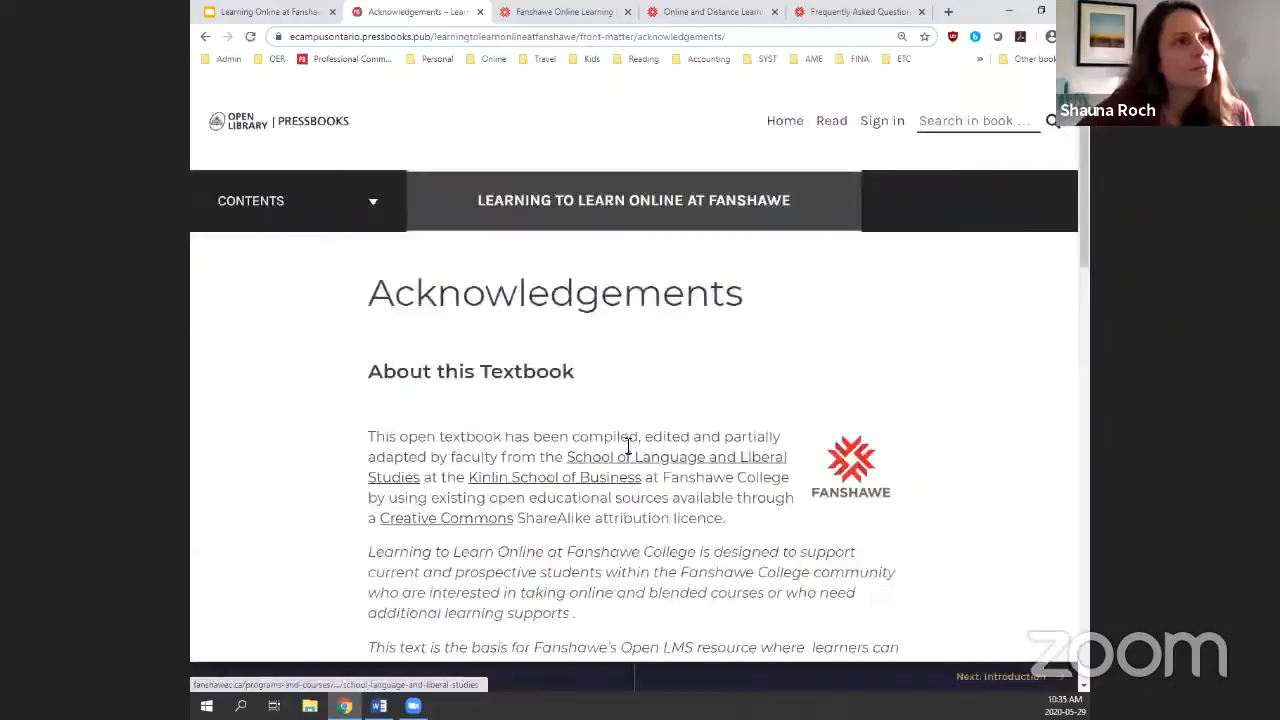 Learning Online at Fansha
Acknowledgements – Lear
Fanshawe Online Learning
Online and Distance Learn
Frequently Asked Question
ecampusontario.pressbooks.pub/learningtolearnonlineatfanshawe/front-matter/acknowledgements/
Admin
OER
Professional Comm...
Personal
Online
Travel
Kids
Reading
Accounting
SYST
AME
FINA
ETC
»
Other book
Shauna Roch
OPEN LIBRARY | PRESSBOOKS
Home
Read
Sign in
Search in book ...
CONTENTS
LEARNING TO LEARN ONLINE AT FANSHAWE
Acknowledgements
About this Textbook
This open textbook has been compiled, edited and partially
adapted by faculty from the School of Language and Liberal
Studies at the Kinlin School of Business at Fanshawe College
by using existing open educational sources available through
a Creative Commons ShareAlike attribution licence.
FANSHAWE
Learning to Learn Online at Fanshawe College is designed to support
current and prospective students within the Fanshawe College community
who are interested in taking online and blended courses or who need
additional learning supports .
This text is the basis for Fanshawe's Open LMS resource where learners can
zoom
Next: Introduction
fanshawec.ca/programs-and-courses/.../school-language-and-liberal-studies
10:35 AM
2020-05-29